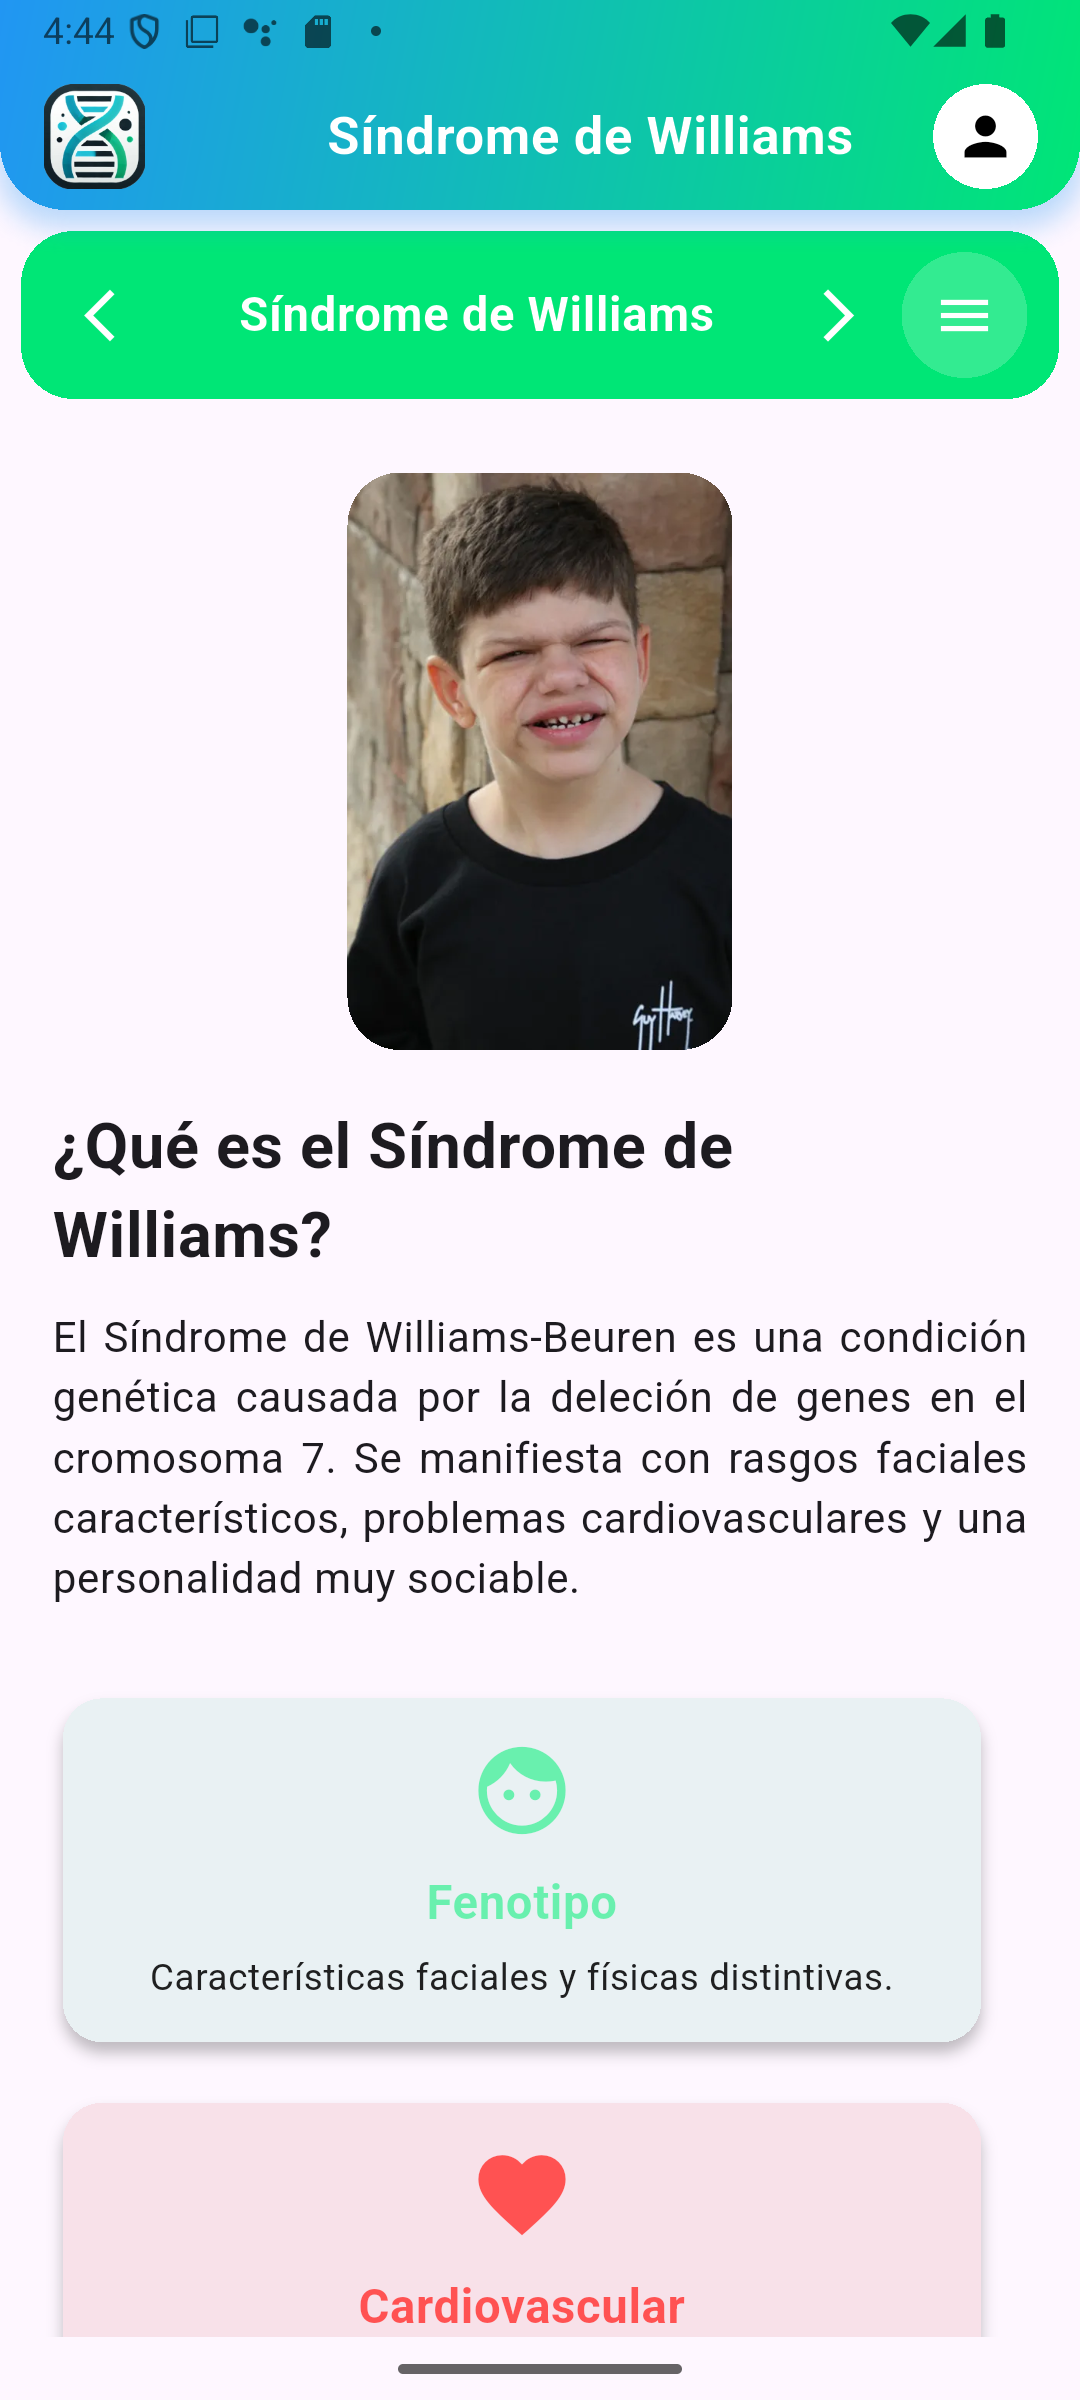 4:44
Síndrome de Williams
Síndrome de Williams
Guy Harvey
¿Qué es el Síndrome de
Williams?
El Síndrome de Williams-Beuren es una condición
genética causada por la deleción de genes en el
cromosoma 7. Se manifiesta con rasgos faciales
característicos, problemas cardiovasculares y una
personalidad muy sociable.
Fenotipo
Características faciales y físicas distintivas.
Cardiovascular